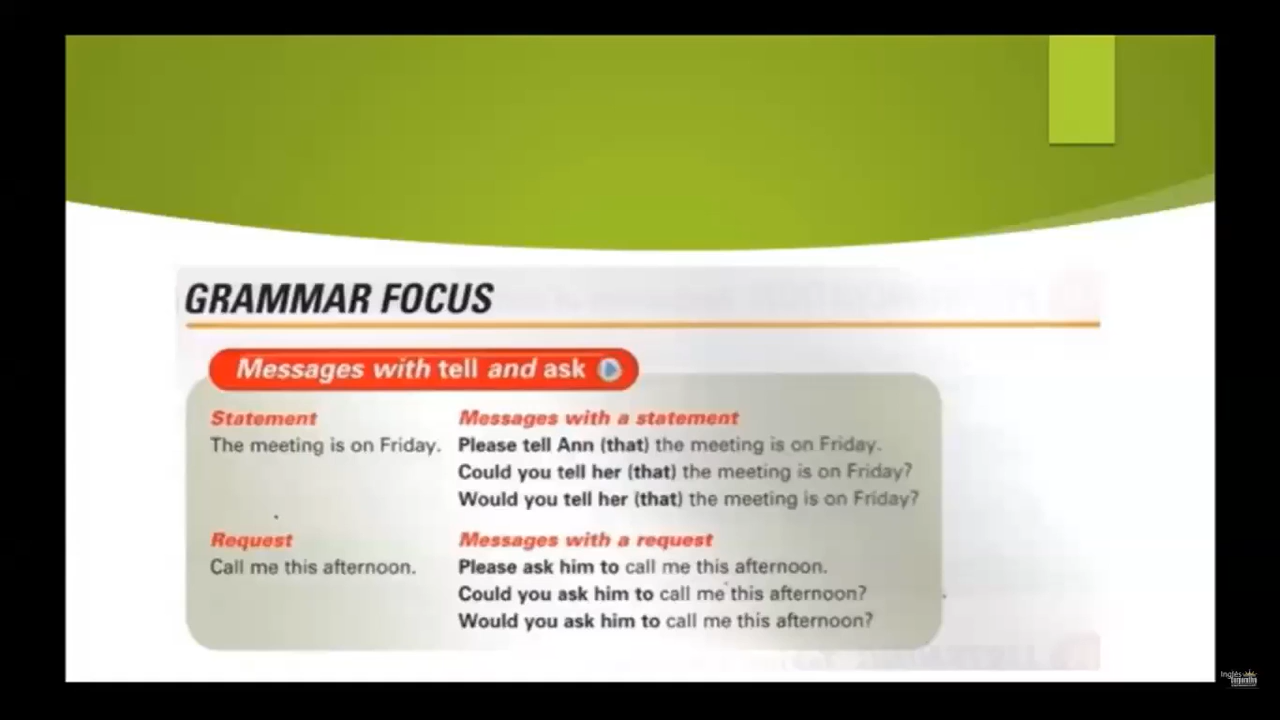 GRAMMAR FOCUS
Messages with tell and ask
Statement
The meeting is on Friday.
Messages with a statement
Please tell Ann (that) the meeting is on Friday.
Could you tell her (that) the meeting is on Friday?
Would you tell her (that) the meeting is on Friday?
Request
Call me this afternoon.
Messages with a request
Please ask him to call me this afternoon.
Could you ask him to call me this afternoon?
Would you ask him to call me this afternoon?
Inglés
Corporativo